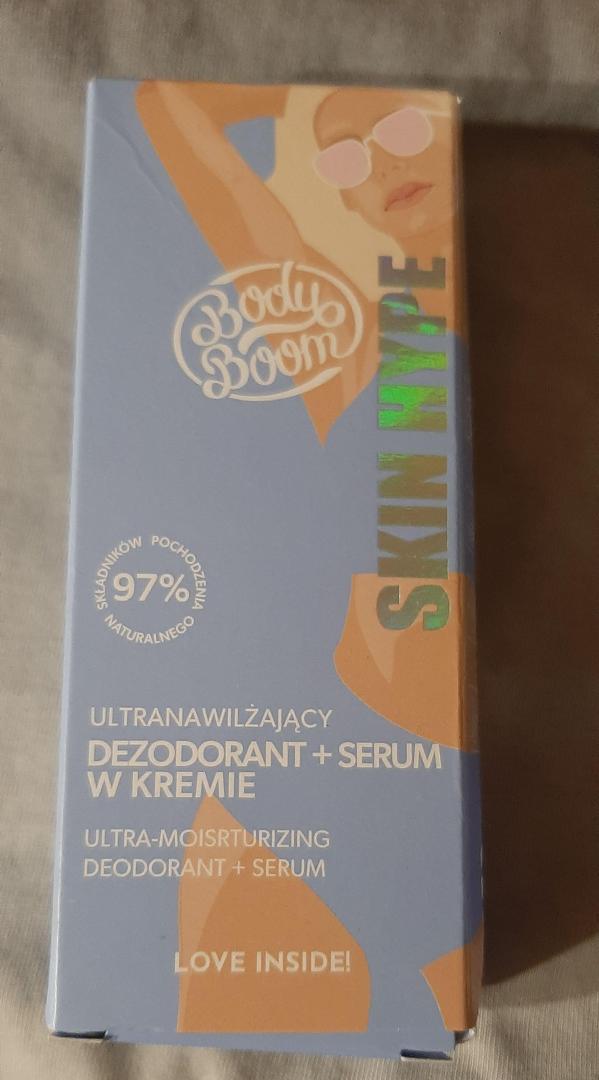 Body
Boom
SKIN HYPE
SKŁADNIKÓW POCHODZENIA
97%
NATURALNEGO
ULTRANAWILŻAJĄCY
DEZODORANT + SERUM
W KREMIE
ULTRA-MOISRTURIZING
DEODORANT + SERUM
LOVE INSIDE!